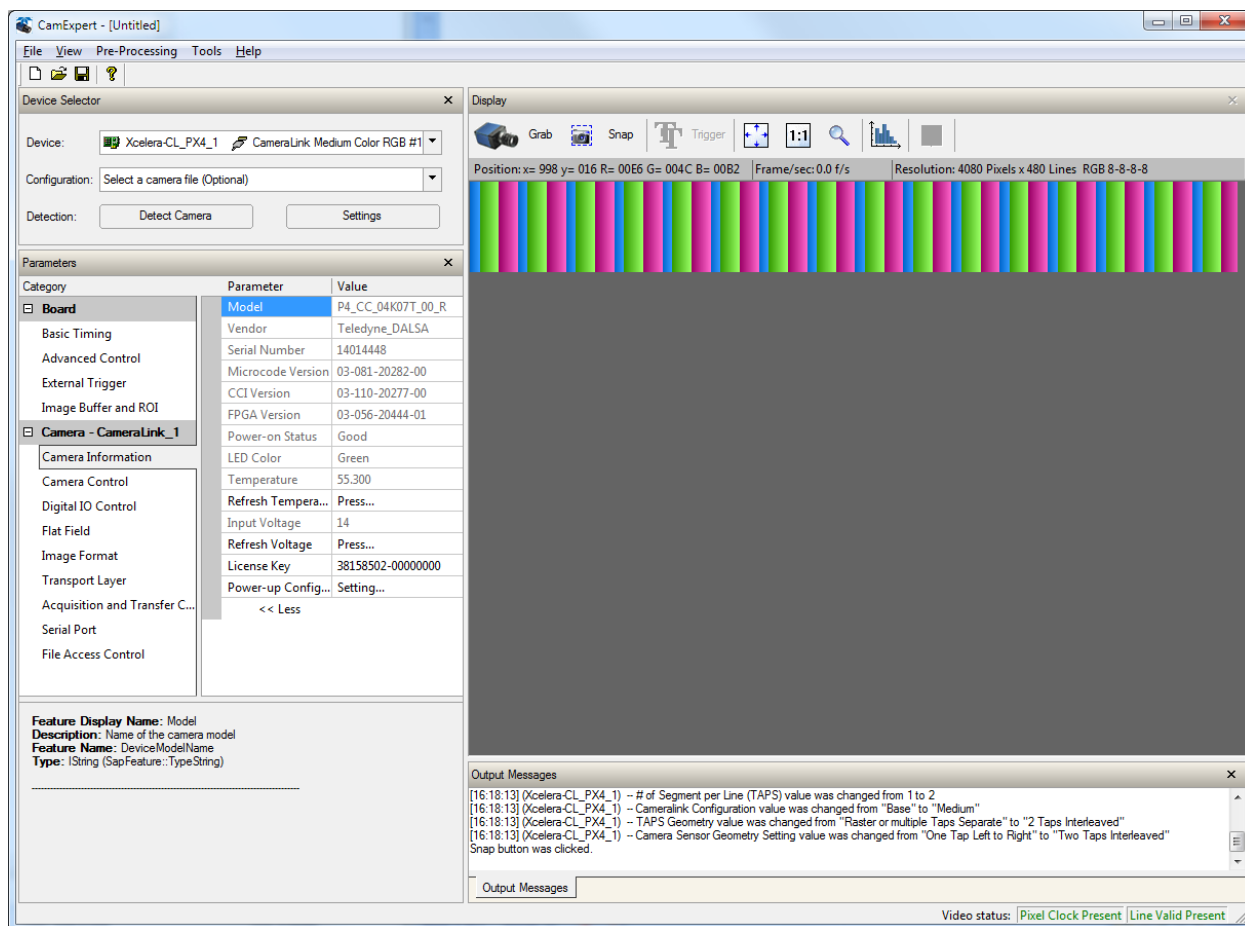 CamExpert - [Untitled]
File View Pre-Processing Tools Help
Device Selector
Device: Xcelera-CL_PX4_1 CameraLink Medium Color RGB #1
Configuration: Select a camera file (Optional)
Detection: Detect Camera Settings
Parameters
Category Parameter Value
Board
Basic Timing
Advanced Control
External Trigger
Image Buffer and ROI
Camera - CameraLink_1
Camera Information
Camera Control
Digital IO Control
Flat Field
Image Format
Transport Layer
Acquisition and Transfer C...
Serial Port
File Access Control
Model P4_CC_04K07T_00_R
Vendor Teledyne_DALSA
Serial Number 14014448
Microcode Version 03-081-20282-00
CCI Version 03-110-20277-00
FPGA Version 03-056-20444-01
Power-on Status Good
LED Color Green
Temperature 55.300
Refresh Tempera... Press...
Input Voltage 14
Refresh Voltage Press...
License Key 38158502-00000000
Power-up Config... Setting...
<< Less
Feature Display Name: Model
Description: Name of the camera model
Feature Name: DeviceModelName
Type: IString (SapFeature::TypeString)
Display
Grab Snap Trigger 1:1
Position: x= 998 y= 016 R= 00E6 G= 004C B= 00B2 Frame/sec: 0.0 f/s Resolution: 4080 Pixels x 480 Lines RGB 8-8-8-8
Output Messages
[16:18:13] (Xcelera-CL_PX4_1) -- # of Segment per Line (TAPS) value was changed from 1 to 2
[16:18:13] (Xcelera-CL_PX4_1) -- Cameralink Configuration value was changed from "Base" to "Medium"
[16:18:13] (Xcelera-CL_PX4_1) -- TAPS Geometry value was changed from "Raster or multiple Taps Separate" to "2 Taps Interleaved"
[16:18:13] (Xcelera-CL_PX4_1) -- Camera Sensor Geometry Setting value was changed from "One Tap Left to Right" to "Two Taps Interleaved"
Snap button was clicked.
Output Messages
Video status: Pixel Clock Present Line Valid Present